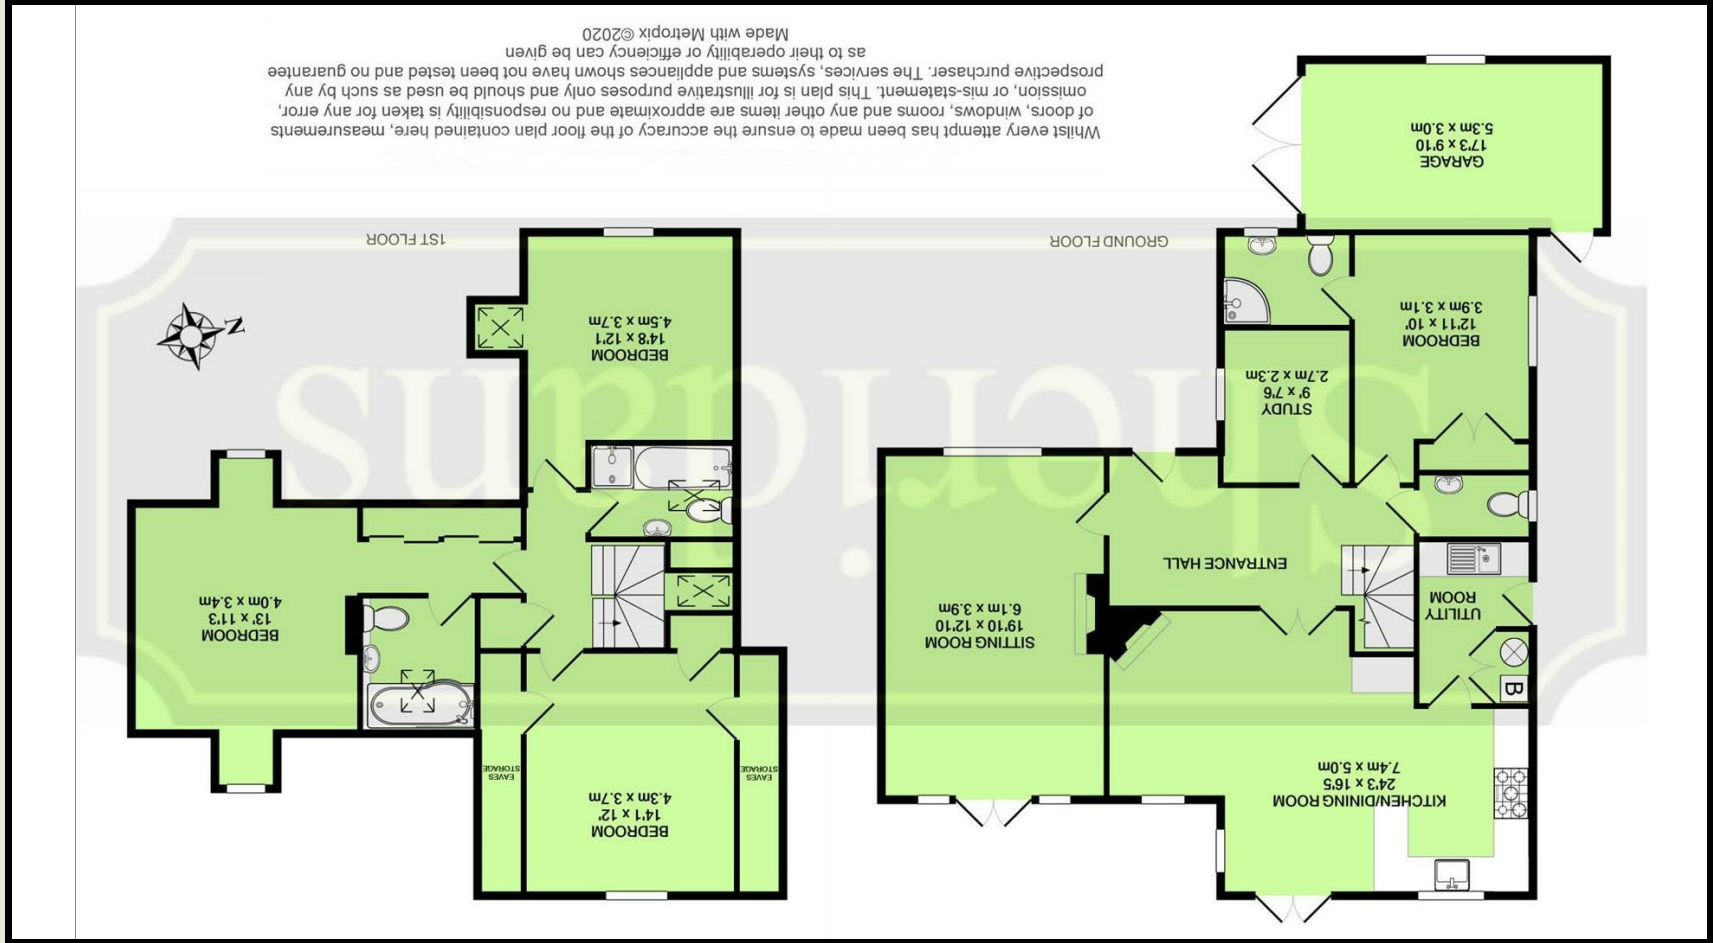 KITCHEN/DINING ROOM
24'3 x 16'5
7.4m x 5.0m
B
UTILITY
ROOM
SITTING ROOM
19'10 x 12'10
6.1m x 3.9m
ENTRANCE HALL
STUDY
9' x 7'6
2.7m x 2.3m
BEDROOM
12'11 x 10'
3.9m x 3.1m
GARAGE
17'3 x 9'10
5.3m x 3.0m
GROUND FLOOR
BEDROOM
14'1 x 12'
4.3m x 3.7m
EAVES
STORAGE
EAVES
STORAGE
BEDROOM
13' x 11'3
4.0m x 3.4m
BEDROOM
14'8 x 12'1
4.5m x 3.7m
N
1ST FLOOR
Sheridans
Whilst every attempt has been made to ensure the accuracy of the floor plan contained here, measurements
of doors, windows, rooms and any other items are approximate and no responsibility is taken for any error,
omission, or mis-statement. This plan is for illustrative purposes only and should be used as such by any
prospective purchaser. The services, systems and appliances shown have not been tested and no guarantee
as to their operability or efficiency can be given
Made with Metropix ©2020